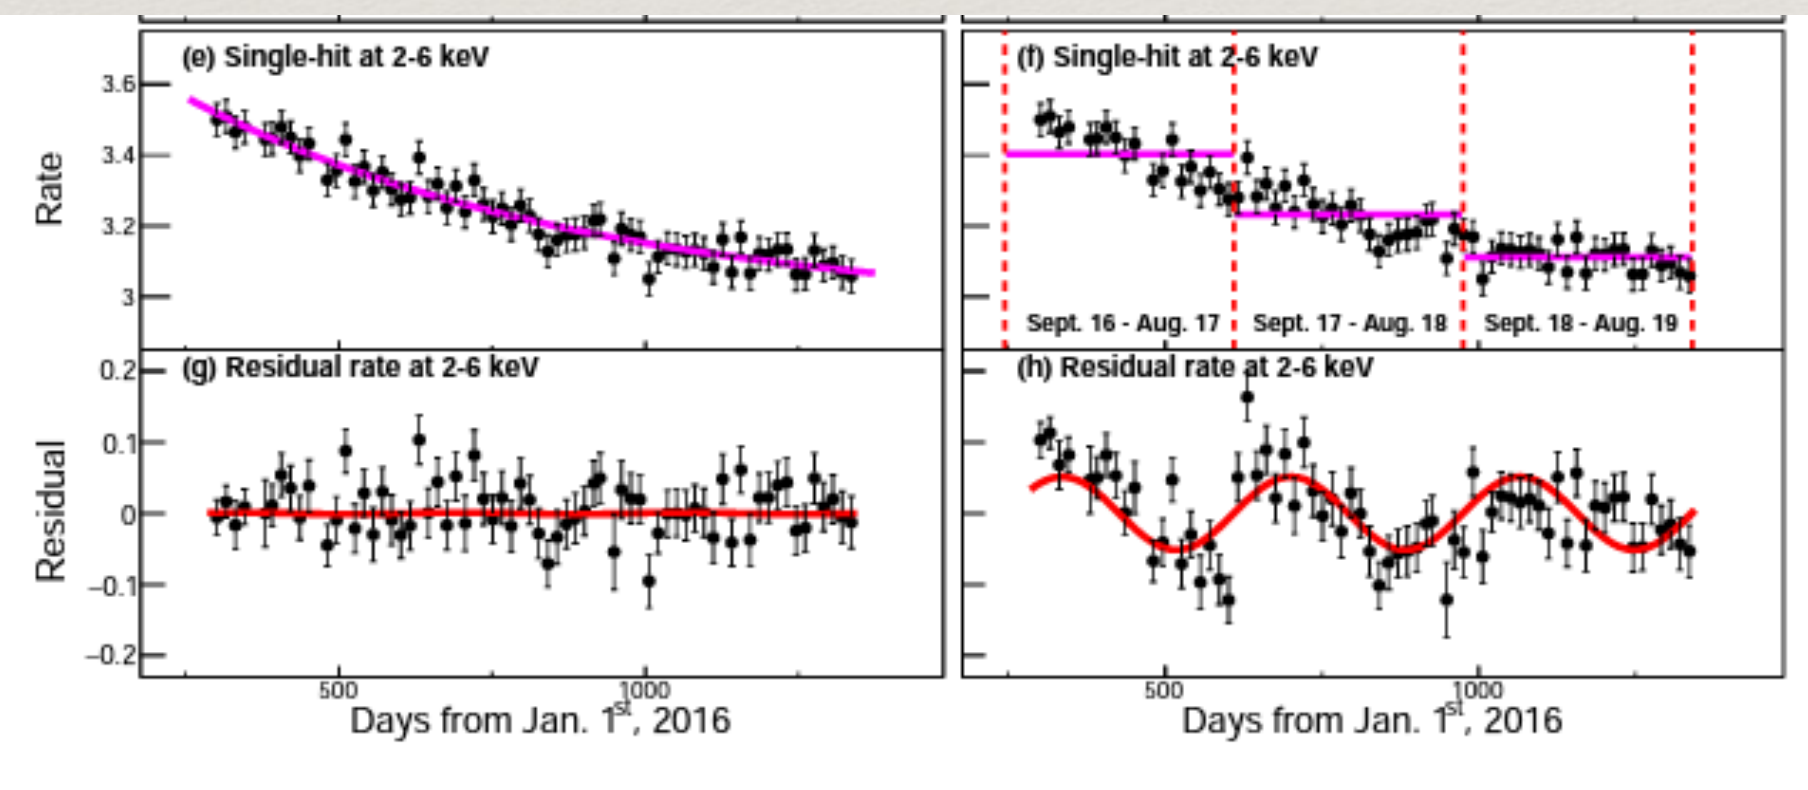 (e) Single-hit at 2-6 keV
(f) Single-hit at 2-6 keV
Rate
3.6
3.4
3.2
3
Sept. 16 - Aug. 17
Sept. 17 - Aug. 18
Sept. 18 - Aug. 19
(g) Residual rate at 2-6 keV
(h) Residual rate at 2-6 keV
Residual
0.2
0.1
0
−0.1
−0.2
500
1000
500
1000
Days from Jan. 1st, 2016
Days from Jan. 1st, 2016